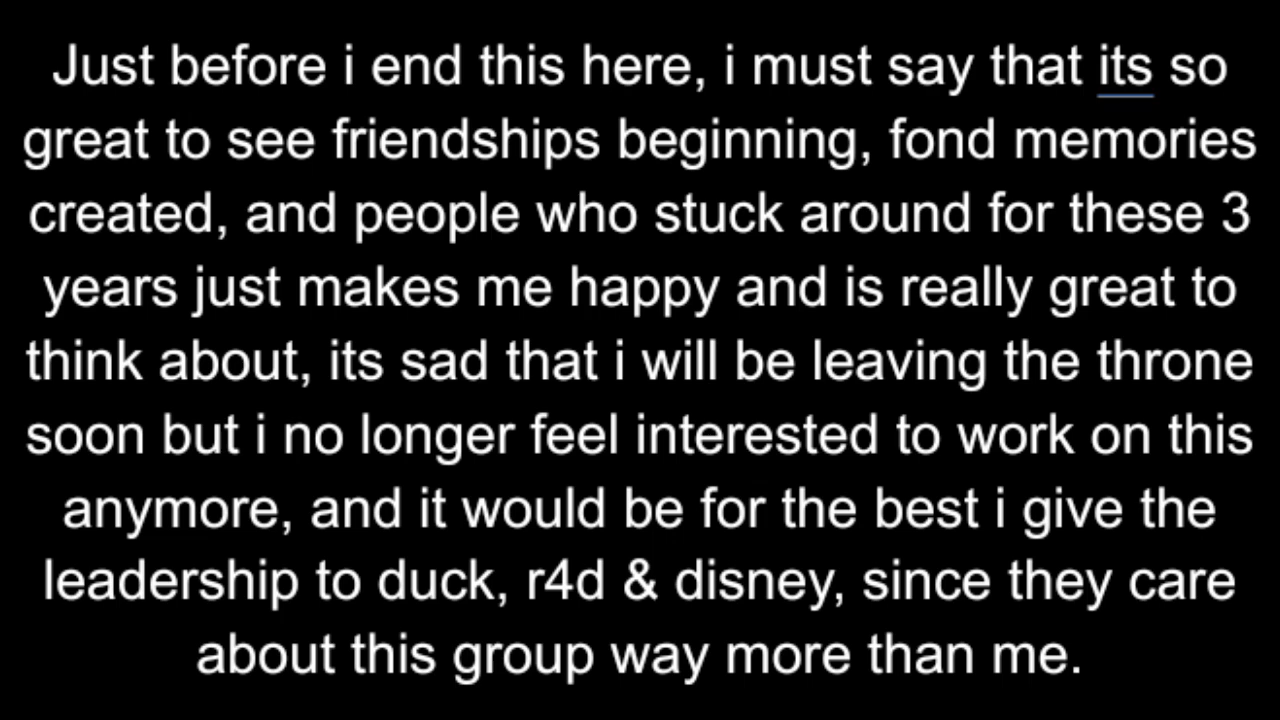 Just before i end this here, i must say that its so
great to see friendships beginning, fond memories
created, and people who stuck around for these 3
years just makes me happy and is really great to
think about, its sad that i will be leaving the throne
soon but i no longer feel interested to work on this
anymore, and it would be for the best i give the
leadership to duck, r4d & disney, since they care
about this group way more than me.